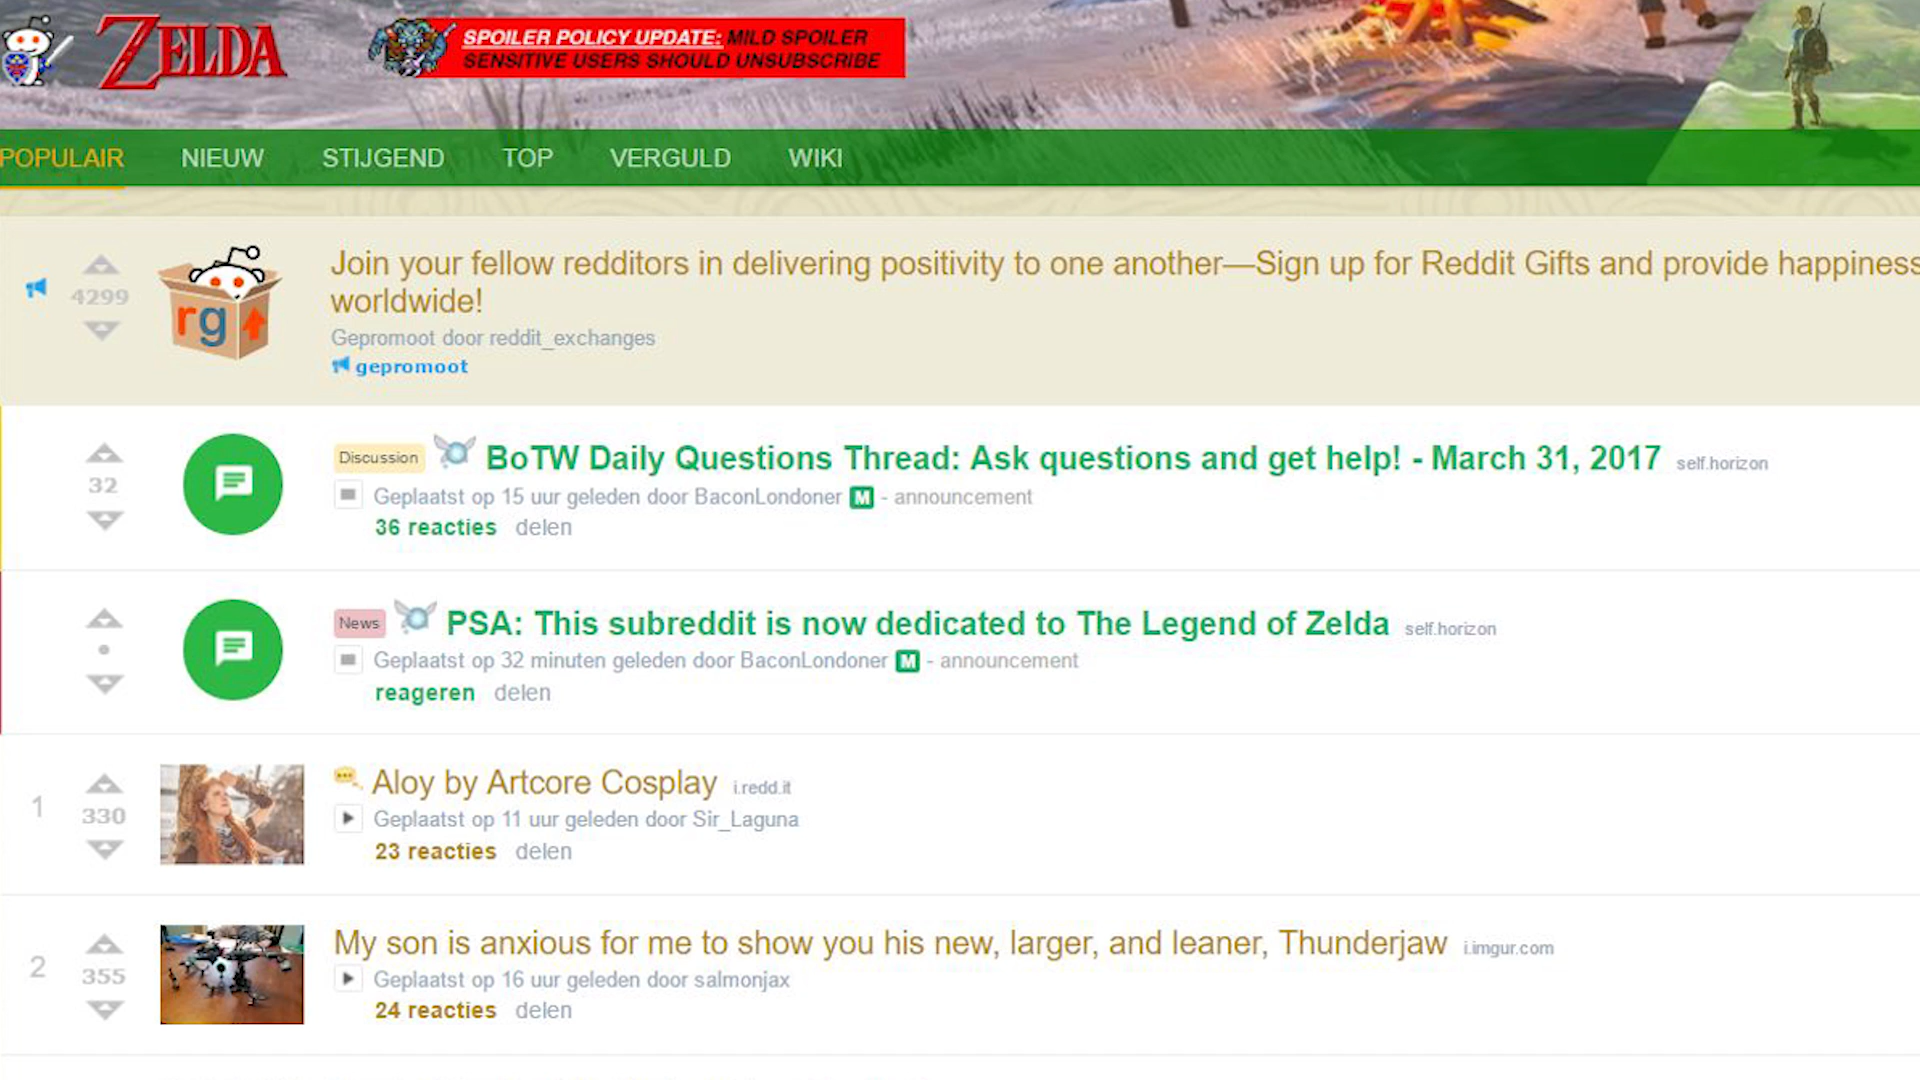 ZELDA
SPOILER POLICY UPDATE: MILD SPOILER
SENSITIVE USERS SHOULD UNSUBSCRIBE
POPULAIR NIEUW STIJGEND TOP VERGULD WIKI
4299
rg
Join your fellow redditors in delivering positivity to one another—Sign up for Reddit Gifts and provide happiness
worldwide!
Gepromoot door reddit_exchanges
gepromoot
32
Discussion BoTW Daily Questions Thread: Ask questions and get help! - March 31, 2017 self.horizon
Geplaatst op 15 uur geleden door BaconLondoner M - announcement
36 reacties delen
News PSA: This subreddit is now dedicated to The Legend of Zelda self.horizon
Geplaatst op 32 minuten geleden door BaconLondoner M - announcement
reageren delen
1 330
Aloy by Artcore Cosplay i.redd.it
Geplaatst op 11 uur geleden door Sir_Laguna
23 reacties delen
2 355
My son is anxious for me to show you his new, larger, and leaner, Thunderjaw i.imgur.com
Geplaatst op 16 uur geleden door salmonjax
24 reacties delen